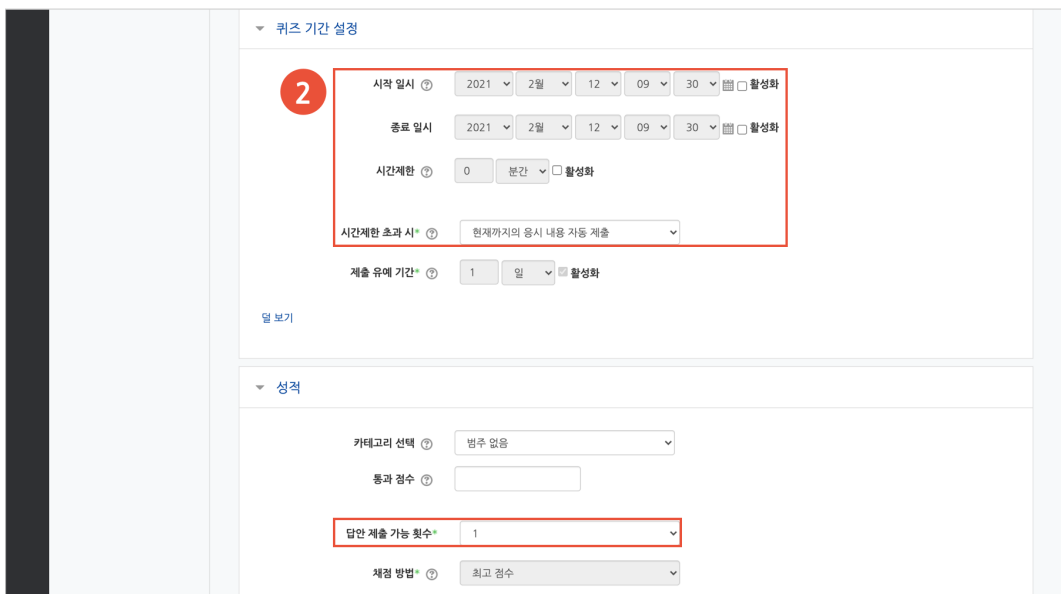 퀴즈 기간 설정
2
시작 일시 2021 2월 12 09 30 활성화
종료 일시 2021 2월 12 09 30 활성화
시간제한 0 분간 활성화
시간제한 초과 시* 현재까지의 응시 내용 자동 제출
제출 유예 기간* 1 일 활성화
덜 보기
성적
카테고리 선택 범주 없음
통과 점수
답안 제출 가능 횟수* 1
채점 방법* 최고 점수